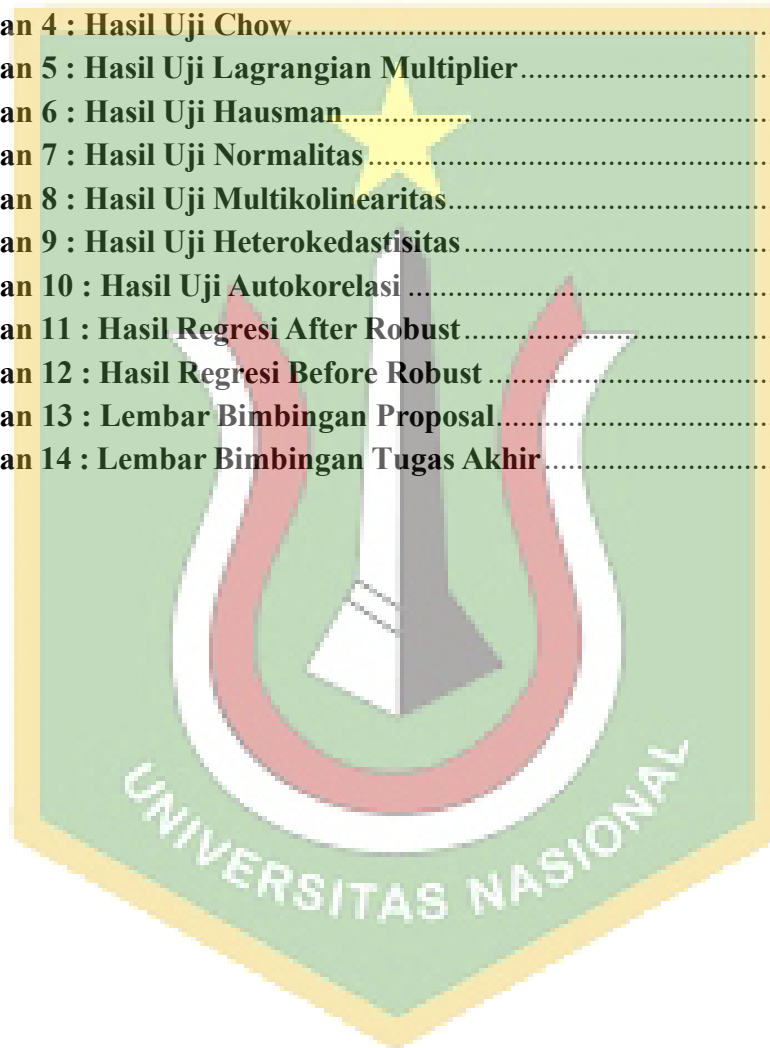 an 4 : Hasil Uji Chow
an 5 : Hasil Uji Lagrangian Multiplier
an 6 : Hasil Uji Hausman
an 7 : Hasil Uji Normalitas
an 8 : Hasil Uji Multikolinearitas
an 9 : Hasil Uji Heterokedastisitas
an 10 : Hasil Uji Autokorelasi
an 11 : Hasil Regresi After Robust
an 12 : Hasil Regresi Before Robust
an 13 : Lembar Bimbingan Proposal
an 14 : Lembar Bimbingan Tugas Akhir
UNIVERSITAS NASIONAL